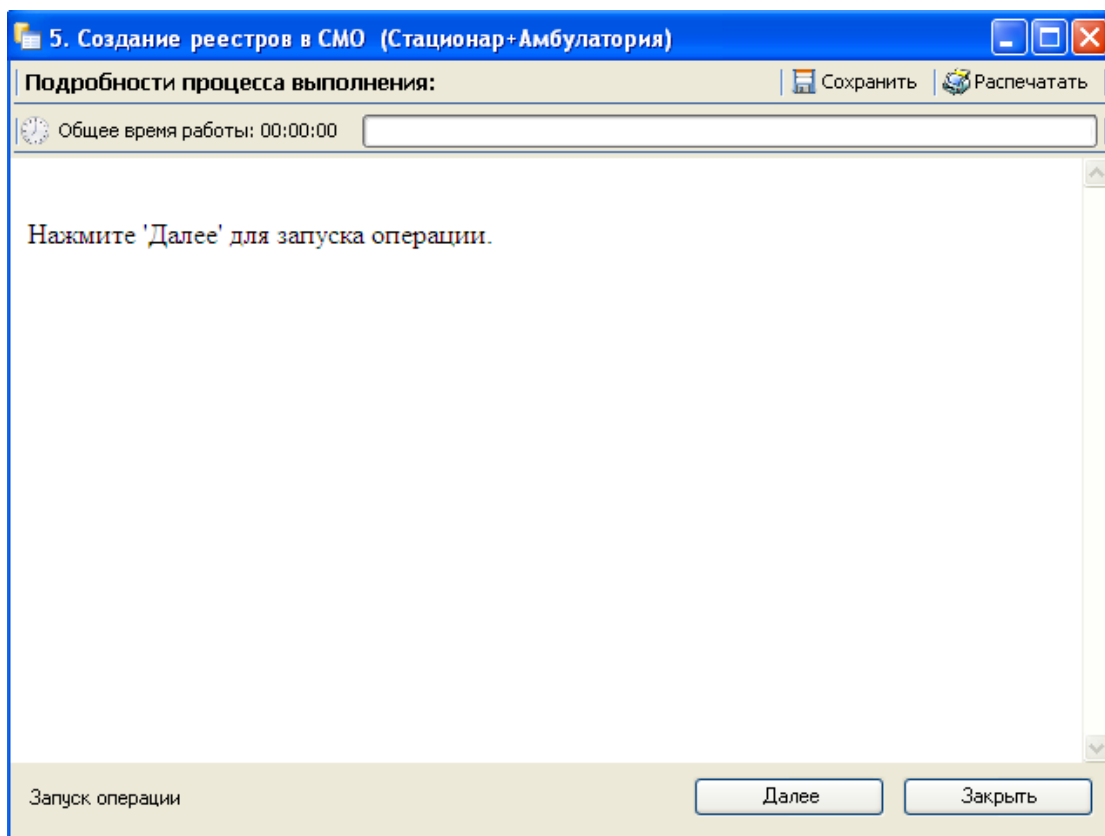 5. Создание реестров в СМО (Стационар+Амбулатория)
Подробности процесса выполнения: Сохранить Распечатать
Общее время работы: 00:00:00
Нажмите 'Далее' для запуска операции.
Запуск операции Далее Закрыть